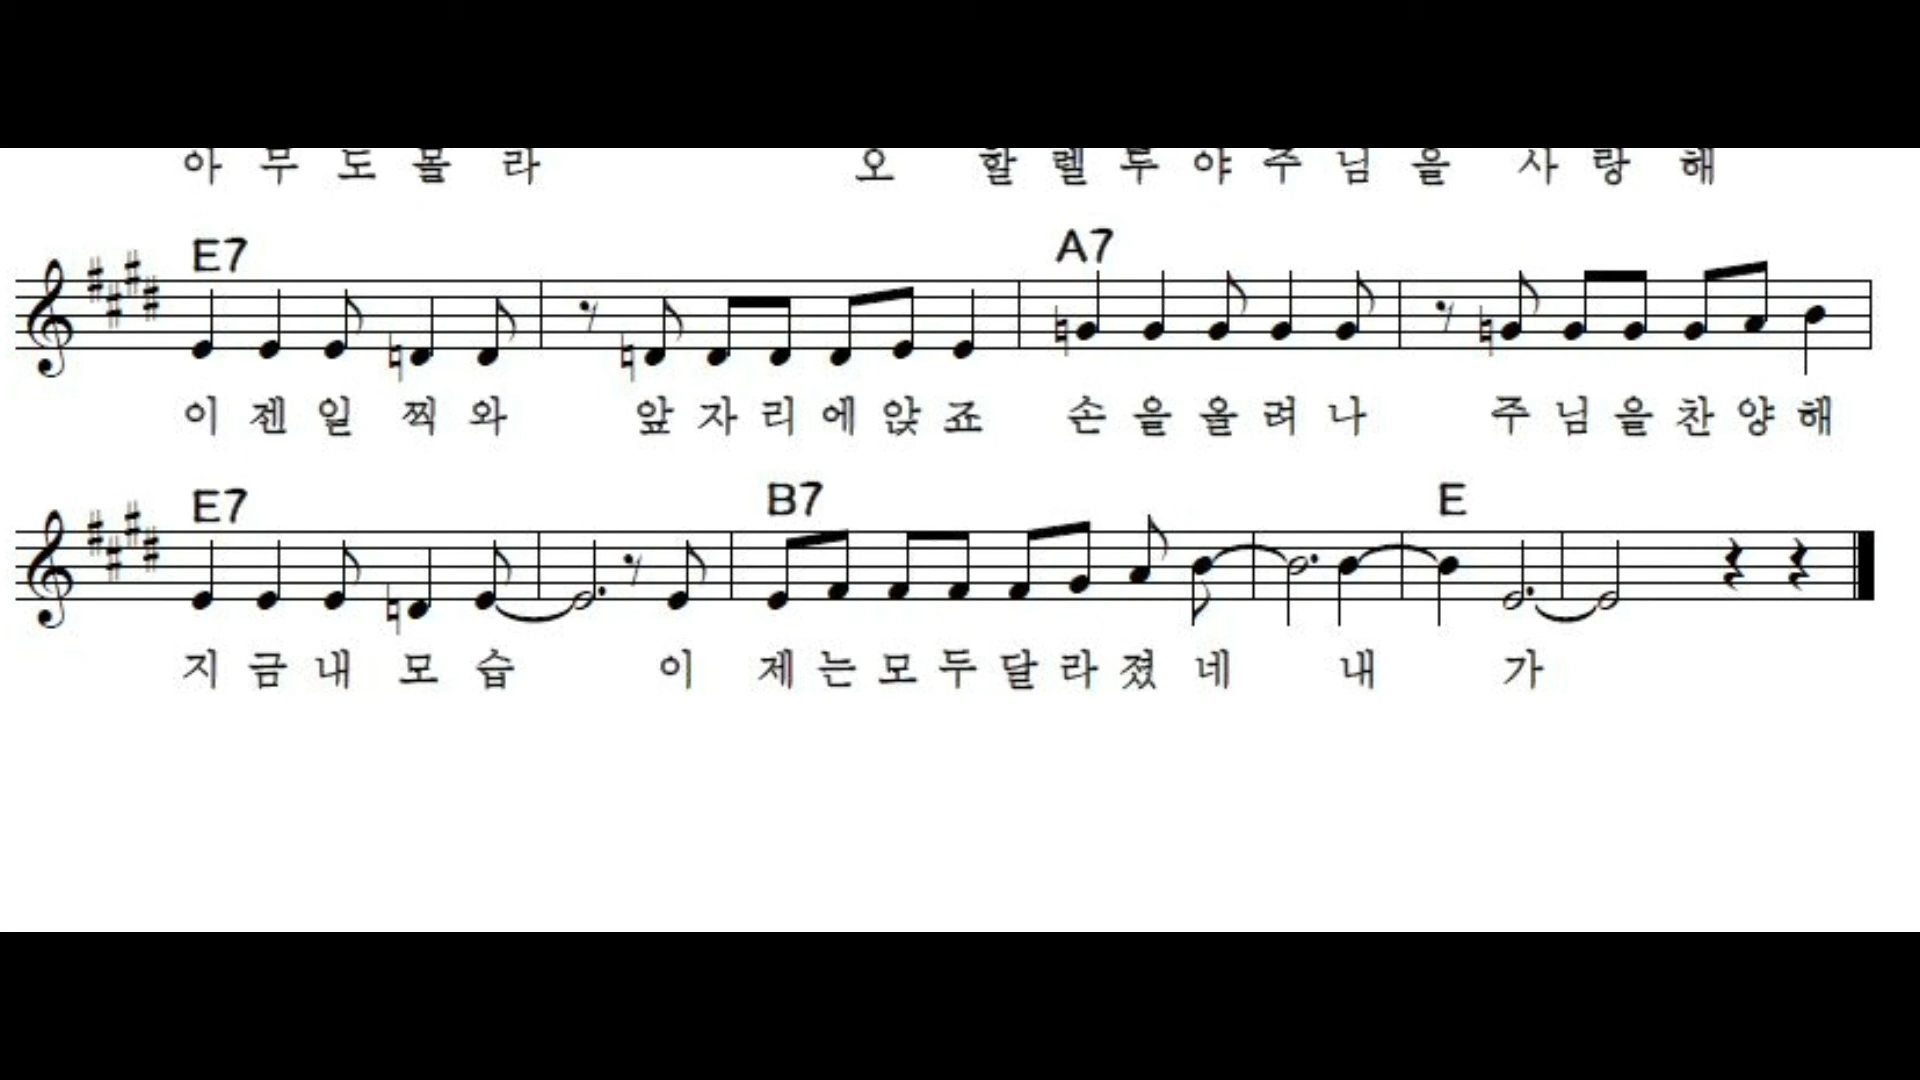 아무도몰라 오 할렐루야주님을 사랑해
E7 A7
이젠일찍와 앞자리에앉죠 손을올려나 주님을찬양해
E7 B7 E
지금내모습 이 제는모두달라졌네 내 가